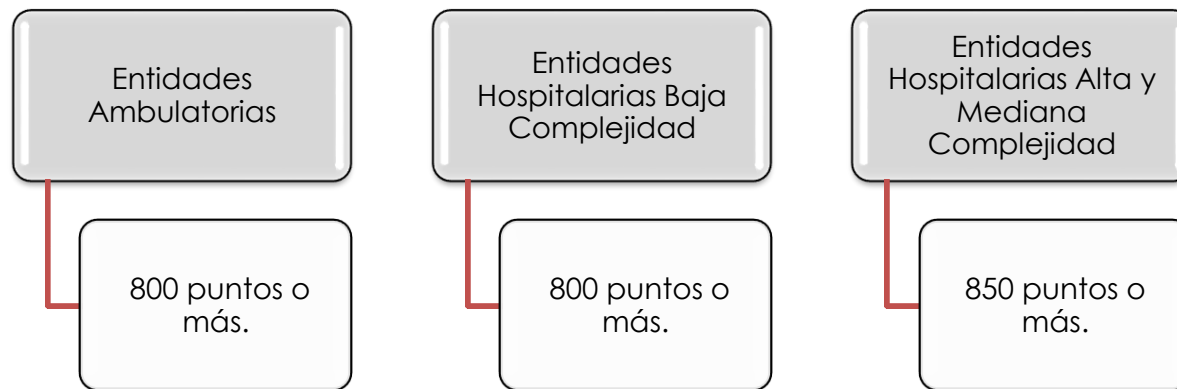 Entidades
Ambulatorias
800 puntos o
más.
Entidades
Hospitalarias Baja
Complejidad
800 puntos o
más.
Entidades
Hospitalarias Alta y
Mediana
Complejidad
850 puntos o
más.